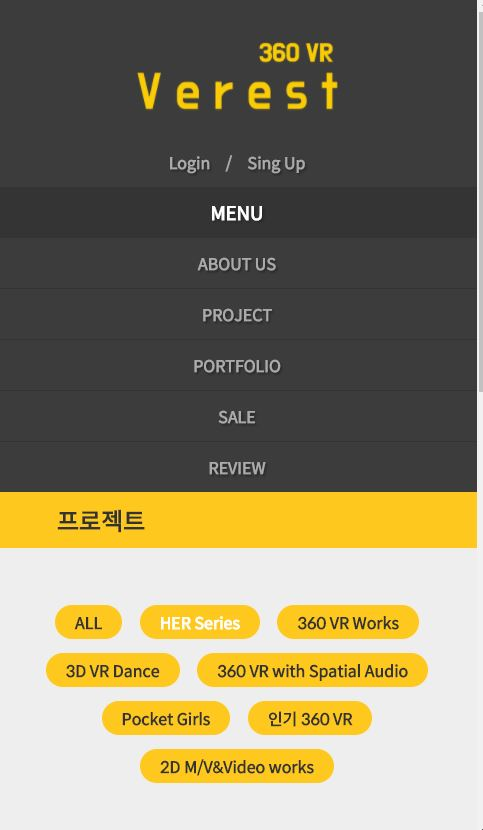 360 VR
Verest
Login / Sing Up
MENU
ABOUT US
PROJECT
PORTFOLIO
SALE
REVIEW
프로젝트
ALL HER Series 360 VR Works
3D VR Dance 360 VR with Spatial Audio
Pocket Girls 인기 360 VR
2D M/V&Video works